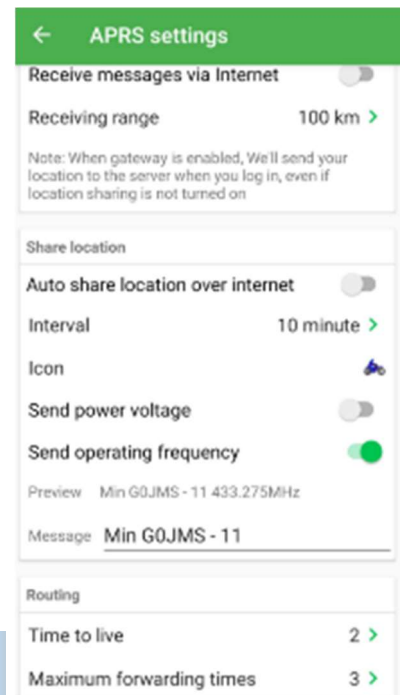 APRS settings
Receive messages via Internet
Receiving range 100 km >
Note: When gateway is enabled, We'll send your
location to the server when you log in, even if
location sharing is not turned on
Share location
Auto share location over internet
Interval 10 minute >
Icon
Send power voltage
Send operating frequency
Preview Min G0JMS - 11 433.275MHz
Message Min G0JMS - 11
Routing
Time to live 2 >
Maximum forwarding times 3 >